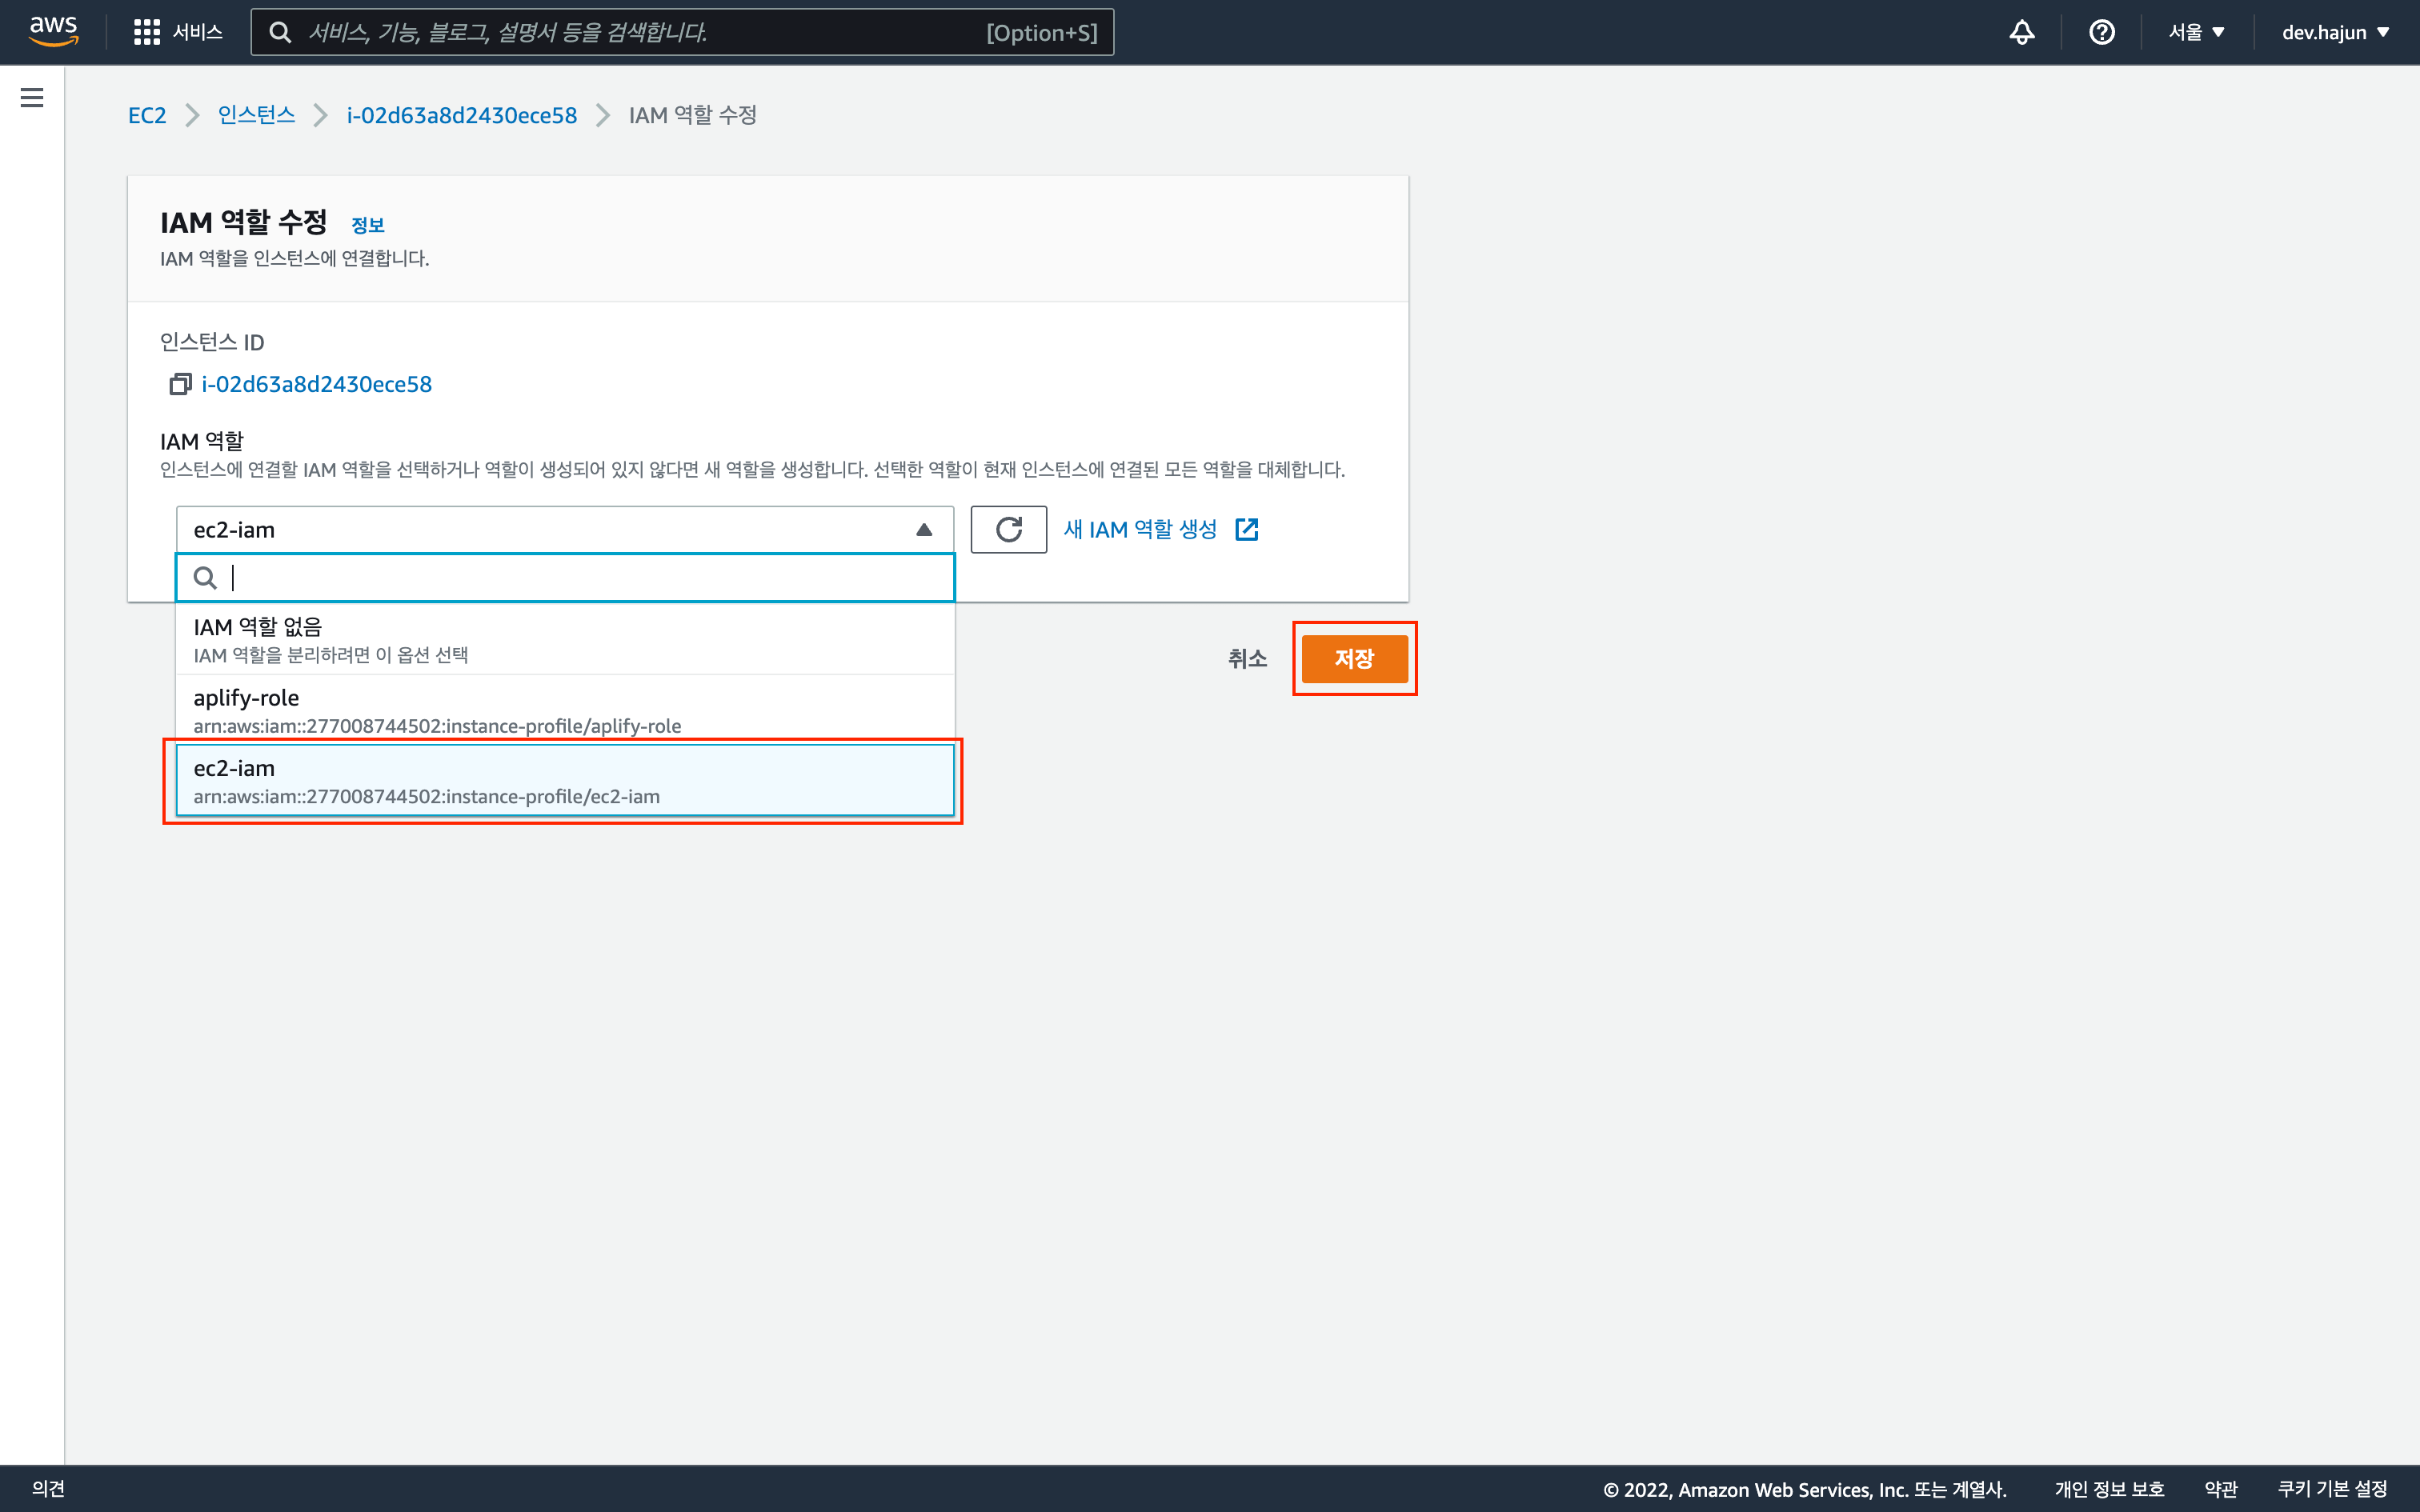 aws
서비스
서비스, 기능, 블로그, 설명서 등을 검색합니다.
[Option+S]
서울
dev.hajun
EC2
인스턴스
i-02d63a8d2430ece58
IAM 역할 수정
IAM 역할 수정
정보
IAM 역할을 인스턴스에 연결합니다.
인스턴스 ID
i-02d63a8d2430ece58
IAM 역할
인스턴스에 연결할 IAM 역할을 선택하거나 역할이 생성되어 있지 않다면 새 역할을 생성합니다. 선택한 역할이 현재 인스턴스에 연결된 모든 역할을 대체합니다.
ec2-iam
새 IAM 역할 생성
IAM 역할 없음
IAM 역할을 분리하려면 이 옵션 선택
aplify-role
arn:aws:iam::277008744502:instance-profile/aplify-role
ec2-iam
arn:aws:iam::277008744502:instance-profile/ec2-iam
취소
저장
의견
© 2022, Amazon Web Services, Inc. 또는 계열사.
개인 정보 보호
약관
쿠키 기본 설정